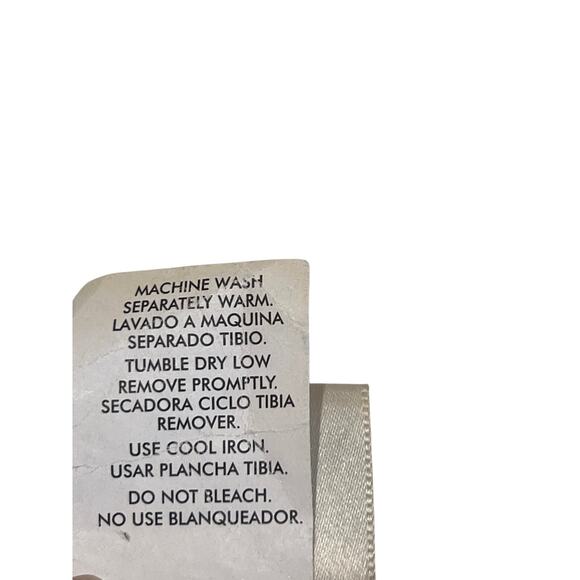 MACHINE WASH
SEPARATELY WARM.
LAVADO A MAQUINA
SEPARADO TIBIO.
TUMBLE DRY LOW
REMOVE PROMPTLY.
SECADORA CICLO TIBIA
REMOVER.
USE COOL IRON.
USAR PLANCHA TIBIA.
DO NOT BLEACH.
NO USE BLANQUEADOR.